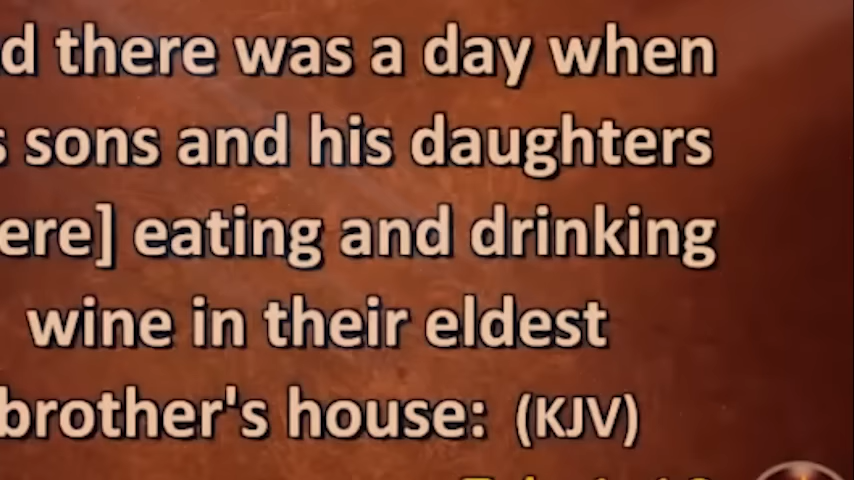 d there was a day when
s sons and his daughters
ere] eating and drinking
wine in their eldest
brother's house: (KJV)